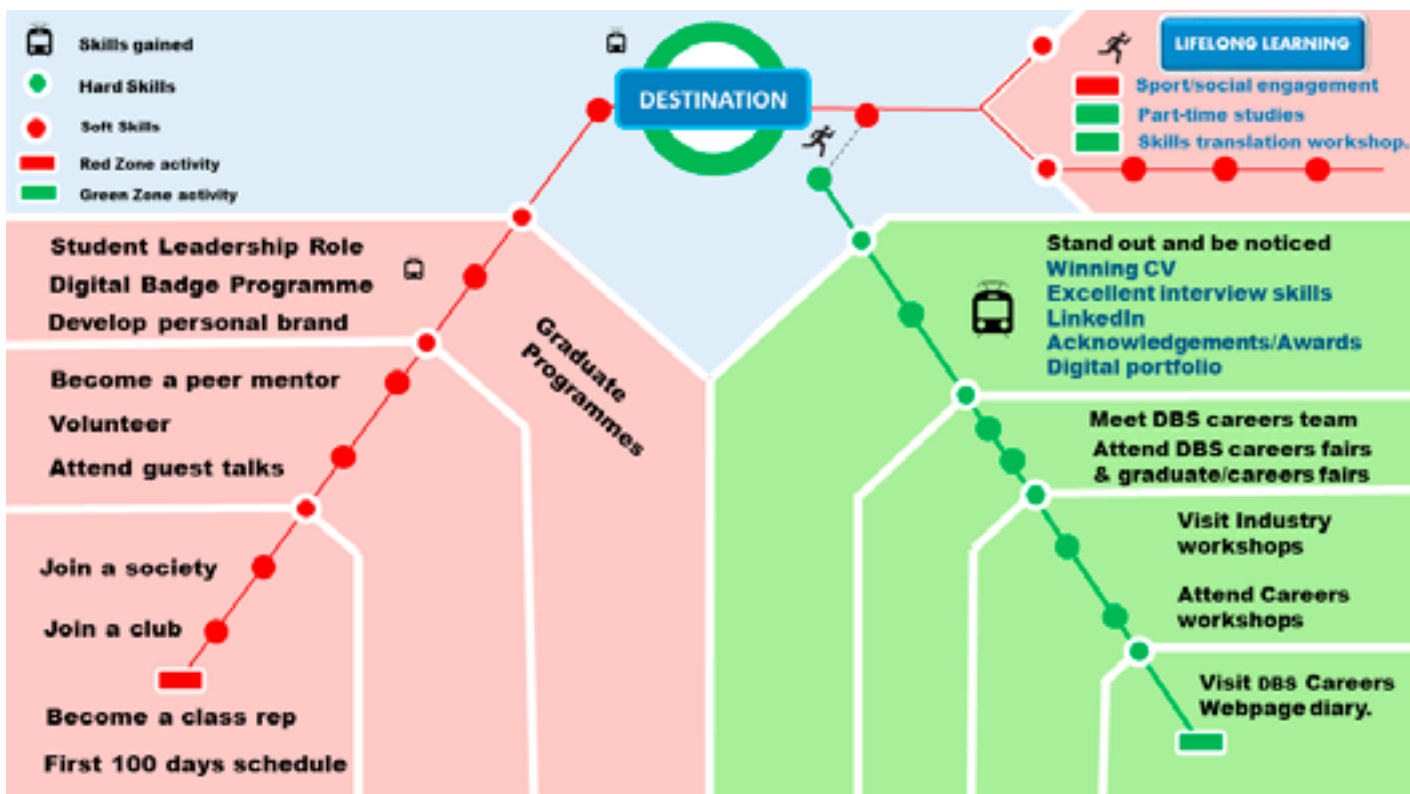 Skills gained
Hard Skills
Soft Skills
Red Zone activity
Green Zone activity
DESTINATION
LIFELONG LEARNING
Sport/social engagement
Part-time studies
Skills translation workshop.
Student Leadership Role
Digital Badge Programme
Develop personal brand
Become a peer mentor
Volunteer
Attend guest talks
Join a society
Join a club
Become a class rep
First 100 days schedule
Graduate
Programmes
Stand out and be noticed
Winning CV
Excellent interview skills
LinkedIn
Acknowledgements/Awards
Digital portfolio
Meet DBS careers team
Attend DBS careers fairs
& graduate/careers fairs
Visit Industry
workshops
Attend Careers
workshops
Visit DBS Careers
Webpage diary.